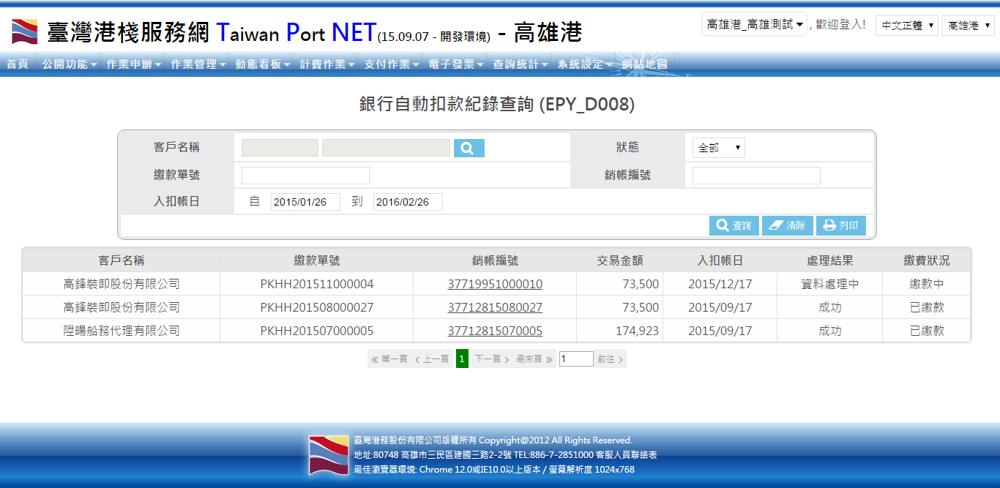 臺灣港棧服務網 Taiwan Port NET(15.09.07 - 開發環境) - 高雄港
高雄港_高雄測試 , 歡迎登入! 中文正體 高雄港
首頁 公開功能 作業申辦 作業管理 動態看板 計費作業 支付作業 電子發票 查詢統計 系統設定 網站地圖
銀行自動扣款紀錄查詢 (EPY_D008)
客戶名稱 狀態 全部
繳款單號 銷帳編號
入扣帳日 自 2015/01/26 到 2016/02/26
查詢 清除 列印
客戶名稱 繳款單號 銷帳編號 交易金額 入扣帳日 處理結果 繳費狀況
高鋒裝卸股份有限公司 PKHH201511000004 37719951000010 73,500 2015/12/17 資料處理中 繳款中
高鋒裝卸股份有限公司 PKHH201508000027 37712815080027 73,500 2015/09/17 成功 已繳款
陞暘船務代理有限公司 PKHH201507000005 37712815070005 174,923 2015/09/17 成功 已繳款
« 第一頁 ‹ 上一頁 1 下一頁 › 最末頁 » 1 前往 ›
臺灣港務股份有限公司版權所有 Copyright@2012 All Rights Reserved.
地址:80748 高雄市三民區建國三路2-2號 TEL:886-7-2851000 客服人員聯絡表
最佳瀏覽器環境: Chrome 12.0或IE10.0以上版本 / 螢幕解析度 1024x768